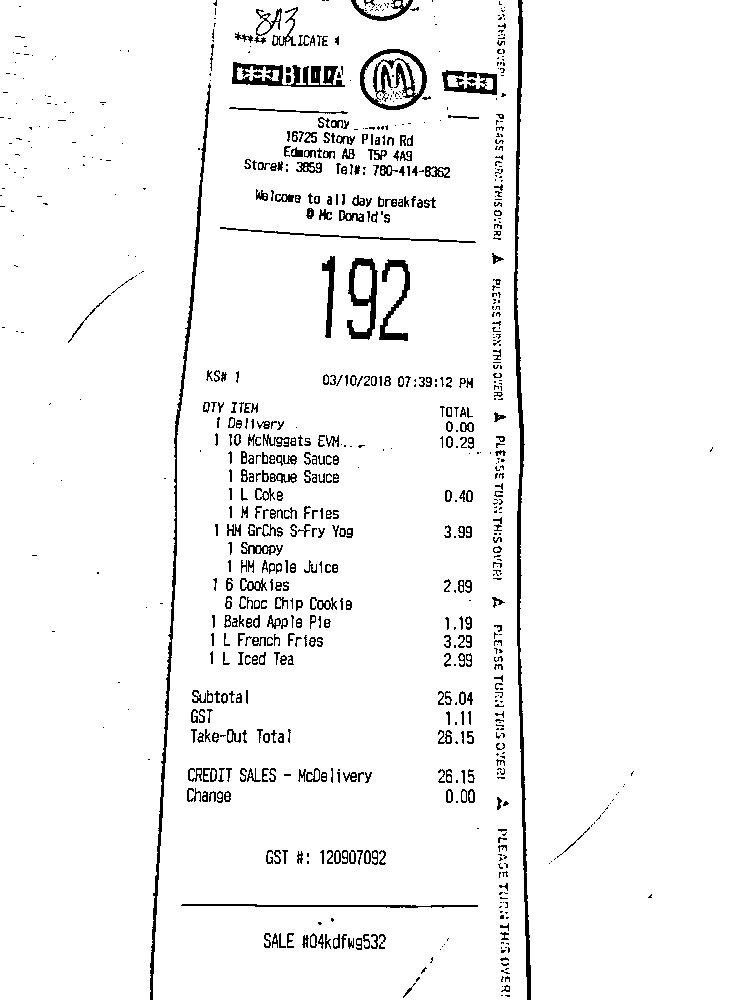 8A3
***** DUPLICATE 4
Stony
16725 Stony Plain Rd
Edmonton AB T5P 4A9
Store#: 3859 Tel#: 780-414-8362
Welcome to all day breakfast
@ Mc Donald's
192
KS# 1 03/10/2018 07:39:12 PM
QTY ITEM TOTAL
1 Delivery 0.00
1 10 McNuggets EVM 10.29
1 Barbeque Sauce
1 Barbeque Sauce
1 L Coke 0.40
1 M French Fries
1 HM GrChs S-Fry Yog 3.99
1 Snoopy
1 HM Apple Juice
1 6 Cookies 2.89
6 Choc Chip Cookie
1 Baked Apple Pie 1.19
1 L French Fries 3.29
1 L Iced Tea 2.99
Subtotal 25.04
GST 1.11
Take-Out Total 26.15
CREDIT SALES - McDelivery 26.15
Change 0.00
GST #: 120907092
SALE #04kdfwg532
PLEASE TURN THIS OVER!
PLEASE TURN THIS OVER!
PLEASE TURN THIS OVER!
PLEASE TURN THIS OVER!
PLEASE TURN THIS OVER!